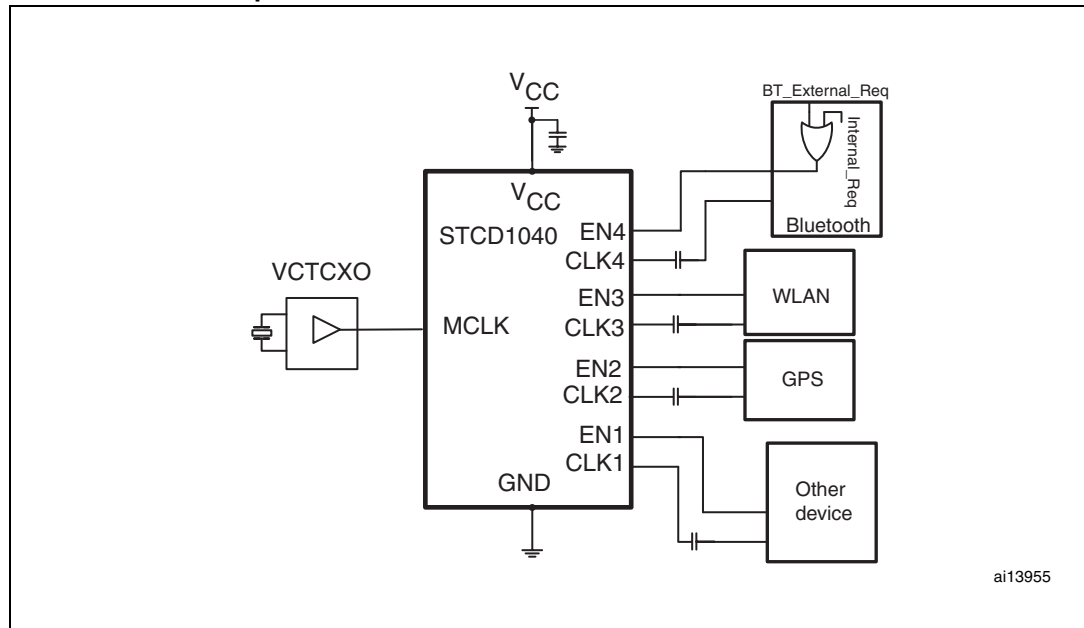 VCC
BT_External_Req
Internal_Req
Bluetooth
VCC
STCD1040
EN4
CLK4
VCTCXO
MCLK
EN3
CLK3
WLAN
EN2
CLK2
GPS
EN1
CLK1
GND
Other
device
ai13955